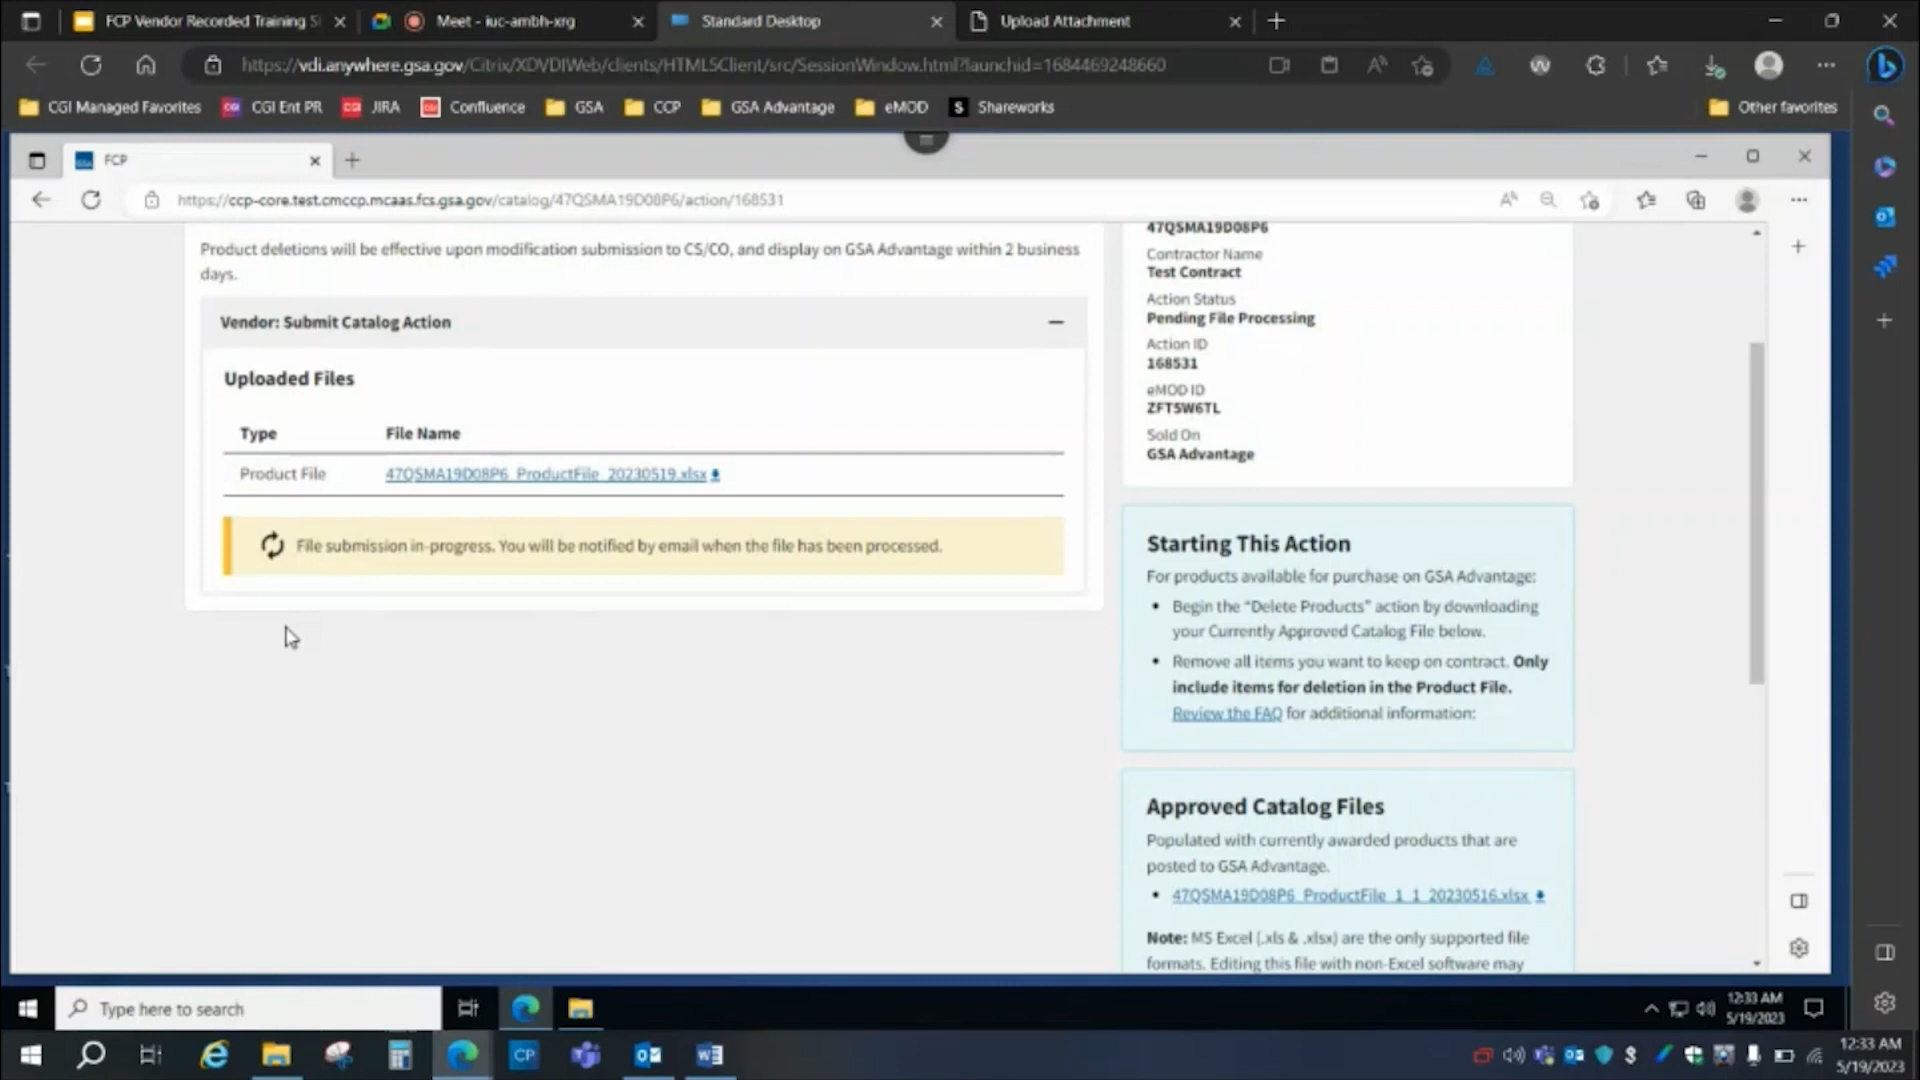 FCP Vendor Recorded Training Sl
Meet - iuc-ambh-xrg
Standard Desktop
Upload Attachment
https://vdi.anywhere.gsa.gov/Citrix/XDVDIWeb/clients/HTML5Client/src/SessionWindow.html?launchid=1684469248660
CGI Managed Favorites
CGI Ent PR
JIRA
Confluence
GSA
CCP
GSA Advantage
eMOD
Shareworks
Other favorites
FCP
https://ccp-core.test.cmccp.mcaas.fcs.gsa.gov/catalog/47QSMA19D08P6/action/168531
Product deletions will be effective upon modification submission to CS/CO, and display on GSA Advantage within 2 business
days.
Vendor: Submit Catalog Action
Uploaded Files
Type File Name
Product File 47QSMA19D08P6_ProductFile_20230519.xlsx
File submission in-progress. You will be notified by email when the file has been processed.
47QSMA19D08P6
Contractor Name
Test Contract
Action Status
Pending File Processing
Action ID
168531
eMOD ID
ZFT5W6TL
Sold On
GSA Advantage
Starting This Action
For products available for purchase on GSA Advantage:
• Begin the “Delete Products” action by downloading
your Currently Approved Catalog File below.
• Remove all items you want to keep on contract. Only
include items for deletion in the Product File.
Review the FAQ for additional information:
Approved Catalog Files
Populated with currently awarded products that are
posted to GSA Advantage.
• 47QSMA19D08P6_ProductFile_1_1_20230516.xlsx
Note: MS Excel (.xls & .xlsx) are the only supported file
formats. Editing this file with non-Excel software may
Type here to search
12:33 AM
5/19/2023
CP
12:33 AM
5/19/2023